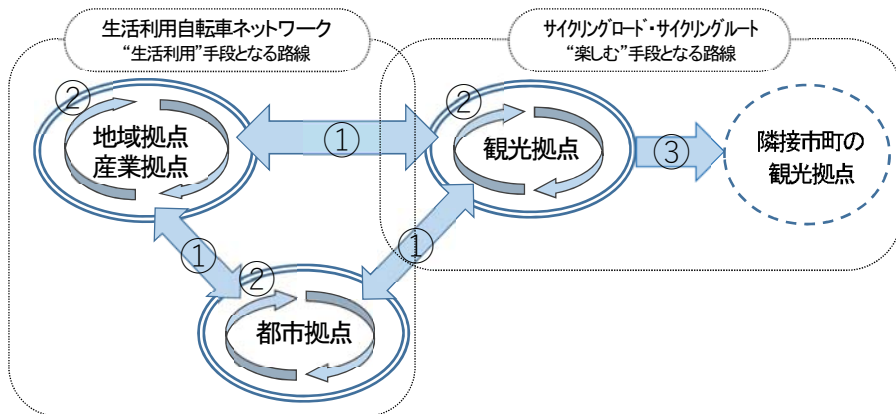 生活利用自転車ネットワーク
“生活利用”手段となる路線
サイクリングロード・サイクリングルート
“楽しむ”手段となる路線
②
地域拠点
産業拠点
①
②
観光拠点
③
隣接市町の
観光拠点
①
①
②
都市拠点